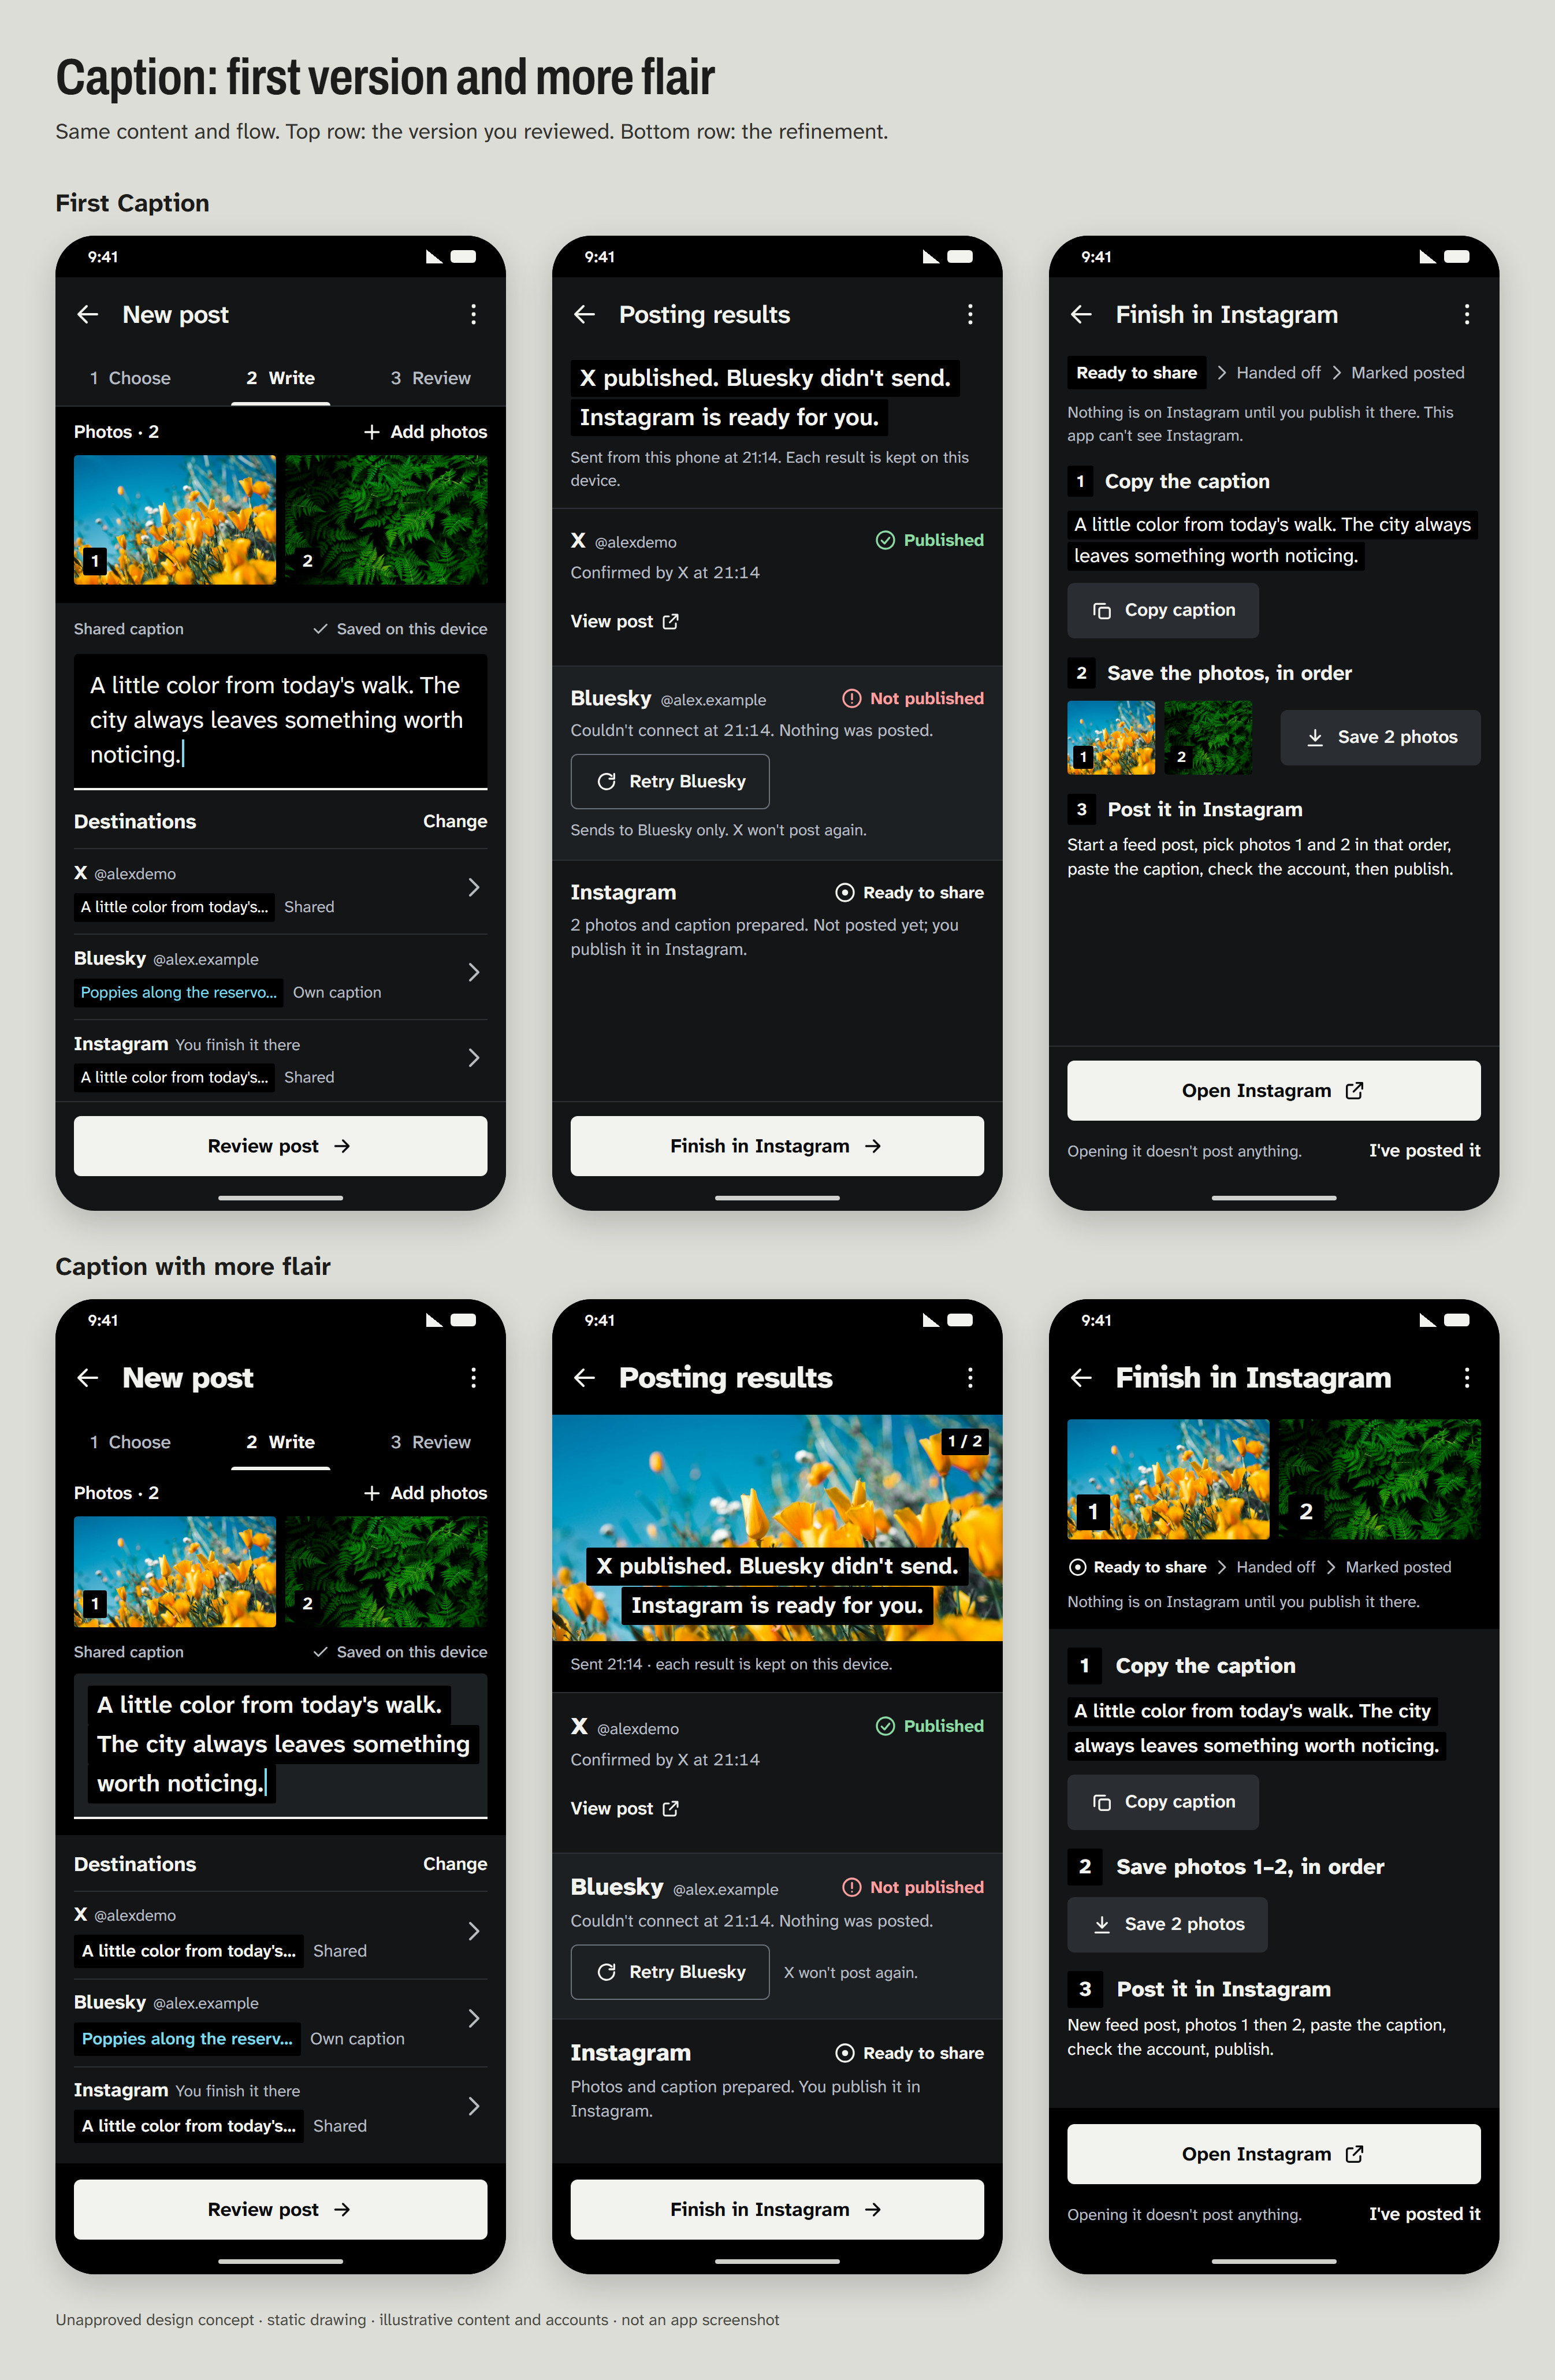 Caption: first version and more flair
Same content and flow. Top row: the version you reviewed. Bottom row: the refinement.
First Caption
9:41
New post
1 Choose
2 Write
3 Review
Photos · 2
Add photos
1
2
Shared caption
Saved on this device
A little color from today's walk. The
city always leaves something worth
noticing.
Destinations
Change
X @alexdemo
A little color from today's... Shared
Bluesky @alex.example
Poppies along the reservo... Own caption
Instagram You finish it there
A little color from today's... Shared
Review post
9:41
Posting results
X published. Bluesky didn't send.
Instagram is ready for you.
Sent from this phone at 21:14. Each result is kept on this
device.
X @alexdemo
Published
Confirmed by X at 21:14
View post
Bluesky @alex.example
Not published
Couldn't connect at 21:14. Nothing was posted.
Retry Bluesky
Sends to Bluesky only. X won't post again.
Instagram
Ready to share
2 photos and caption prepared. Not posted yet; you
publish it in Instagram.
Finish in Instagram
9:41
Finish in Instagram
Ready to share
Handed off
Marked posted
Nothing is on Instagram until you publish it there. This
app can't see Instagram.
1 Copy the caption
A little color from today's walk. The city always
leaves something worth noticing.
Copy caption
2 Save the photos, in order
1
2
Save 2 photos
3 Post it in Instagram
Start a feed post, pick photos 1 and 2 in that order,
paste the caption, check the account, then publish.
Open Instagram
Opening it doesn't post anything.
I've posted it
Caption with more flair
9:41
New post
1 Choose
2 Write
3 Review
Photos · 2
Add photos
1
2
Shared caption
Saved on this device
A little color from today's walk.
The city always leaves something
worth noticing.
Destinations
Change
X @alexdemo
A little color from today's... Shared
Bluesky @alex.example
Poppies along the reserv... Own caption
Instagram You finish it there
A little color from today's... Shared
Review post
9:41
Posting results
1 / 2
X published. Bluesky didn't send.
Instagram is ready for you.
Sent 21:14 · each result is kept on this device.
X @alexdemo
Published
Confirmed by X at 21:14
View post
Bluesky @alex.example
Not published
Couldn't connect at 21:14. Nothing was posted.
Retry Bluesky
X won't post again.
Instagram
Ready to share
Photos and caption prepared. You publish it in
Instagram.
Finish in Instagram
9:41
Finish in Instagram
1
2
Ready to share
Handed off
Marked posted
Nothing is on Instagram until you publish it there.
1 Copy the caption
A little color from today's walk. The city
always leaves something worth noticing.
Copy caption
2 Save photos 1–2, in order
Save 2 photos
3 Post it in Instagram
New feed post, photos 1 then 2, paste the caption,
check the account, publish.
Open Instagram
Opening it doesn't post anything.
I've posted it
Unapproved design concept · static drawing · illustrative content and accounts · not an app screenshot